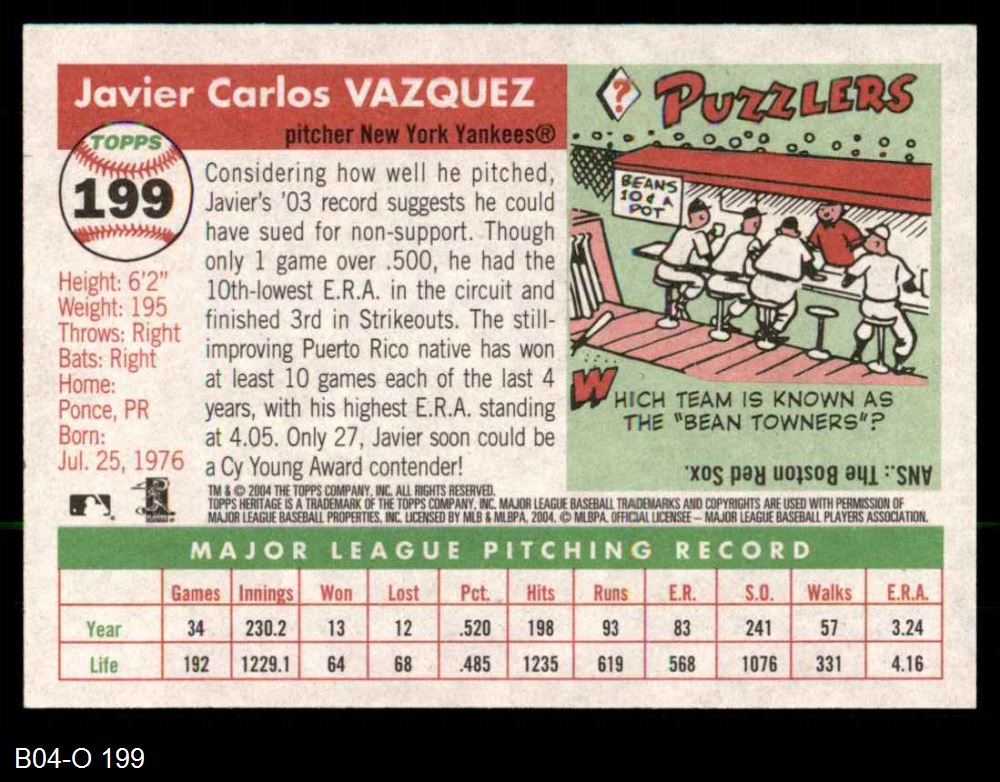 Javier Carlos VAZQUEZ
pitcher New York Yankees®
TOPPS
199
Height: 6'2"
Weight: 195
Throws: Right
Bats: Right
Home:
Ponce, PR
Born:
Jul. 25, 1976
Considering how well he pitched,
Javier's '03 record suggests he could
have sued for non-support. Though
only 1 game over .500, he had the
10th-lowest E.R.A. in the circuit and
finished 3rd in Strikeouts. The still-
improving Puerto Rico native has won
at least 10 games each of the last 4
years, with his highest E.R.A. standing
at 4.05. Only 27, Javier soon could be
a Cy Young Award contender!
?
PUZZLERS
BEANS
10¢ A
POT
WHICH TEAM IS KNOWN AS
THE "BEAN TOWNERS"?
ANS.: The Boston Red Sox.
TM & © 2004 THE TOPPS COMPANY, INC. ALL RIGHTS RESERVED.
TOPPS HERITAGE IS A TRADEMARK OF THE TOPPS COMPANY, INC. MAJOR LEAGUE BASEBALL TRADEMARKS AND COPYRIGHTS ARE USED WITH PERMISSION OF
MAJOR LEAGUE BASEBALL PROPERTIES, INC. LICENSED BY MLB & MLBPA, 2004. © MLBPA. OFFICIAL LICENSEE – MAJOR LEAGUE BASEBALL PLAYERS ASSOCIATION.
MAJOR LEAGUE PITCHING RECORD
Games Innings Won Lost Pct. Hits Runs E.R. S.O. Walks E.R.A.
Year 34 230.2 13 12 .520 198 93 83 241 57 3.24
Life 192 1229.1 64 68 .485 1235 619 568 1076 331 4.16
B04-O 199